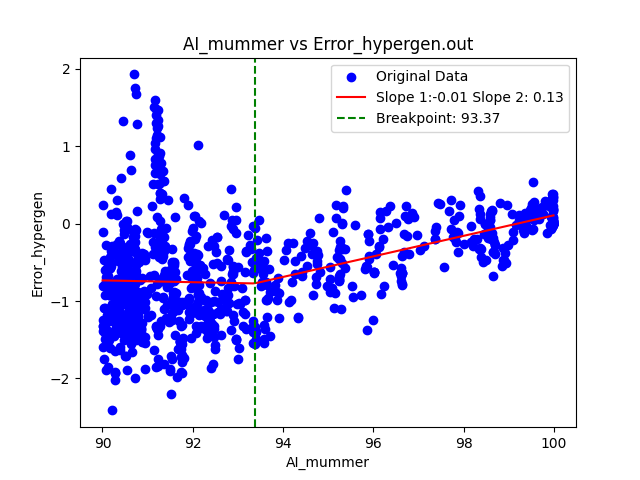 AI_mummer vs Error_hypergen.out
Original Data
Slope 1:-0.01 Slope 2: 0.13
Breakpoint: 93.37
2
1
0
−1
−2
Error_hypergen
90 92 94 96 98 100
AI_mummer